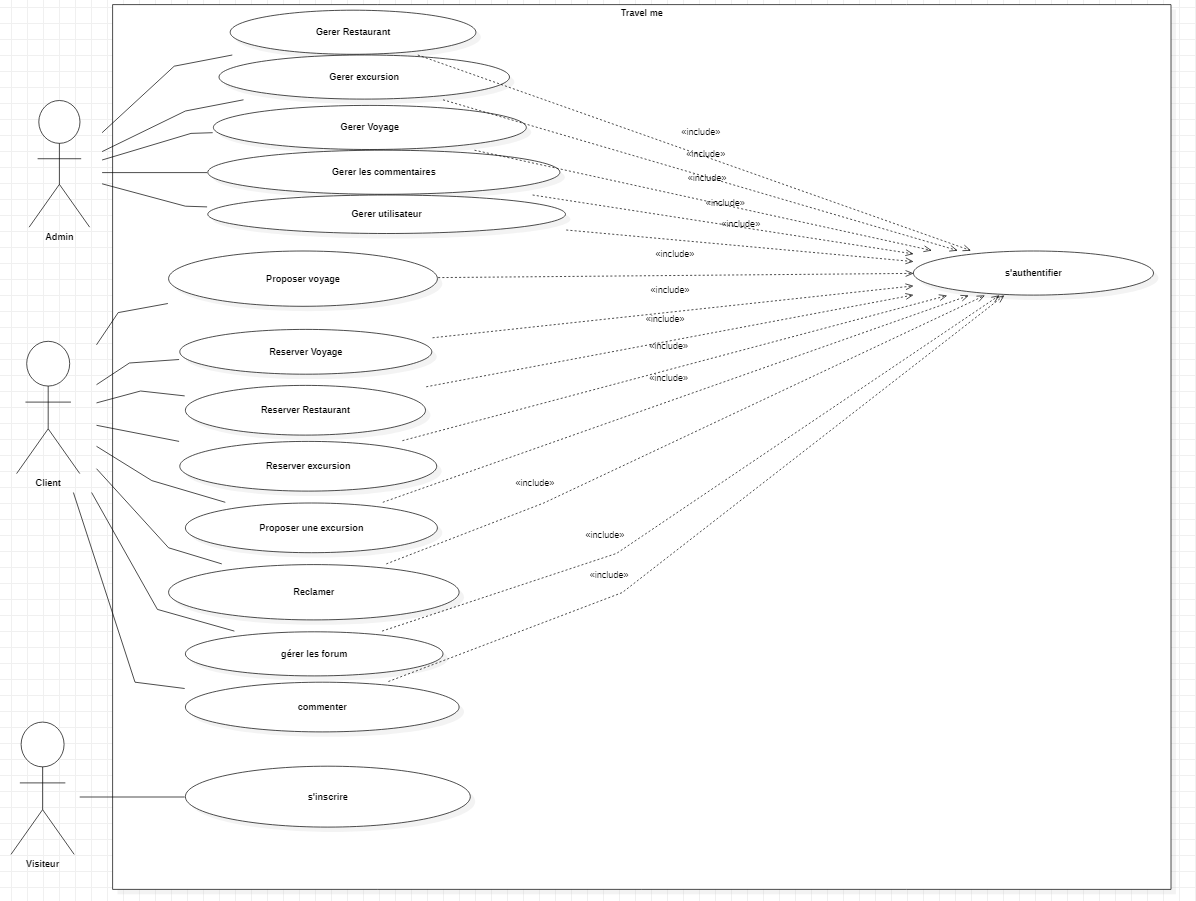 Travel me
Gerer Restaurant
Gerer excursion
Gerer Voyage
Gerer les commentaires
Gerer utilisateur
Admin
«include»
«include»
«include»
«include»
«include»
«include»
Proposer voyage
s'authentifier
«include»
«include»
Reserver Voyage
«include»
«include»
Reserver Restaurant
Reserver excursion
Client
«include»
Proposer une excursion
«include»
«include»
Reclamer
gérer les forum
commenter
s'inscrire
Visiteur